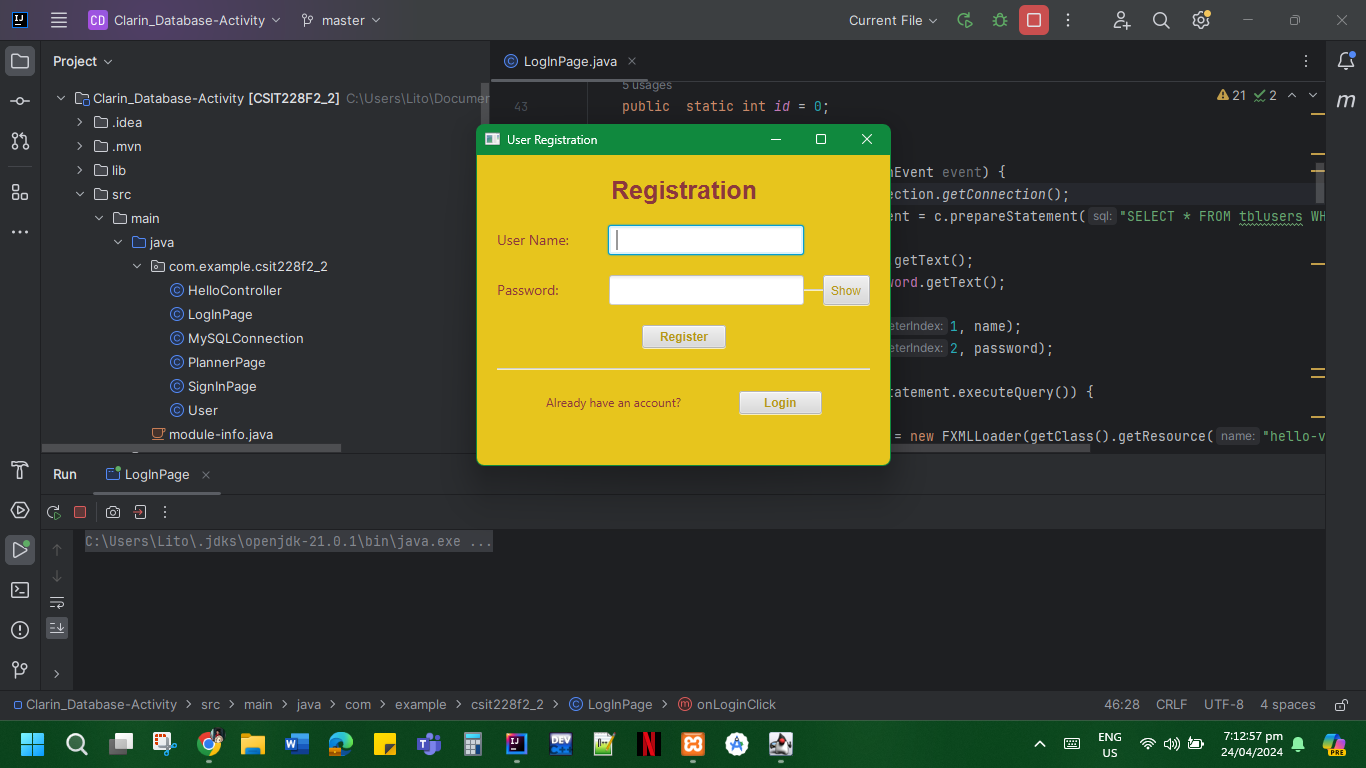 CD Clarin_Database-Activity master Current File
Project
LogInPage.java
Clarin_Database-Activity [CSIT228F2_2] C:\Users\Lito\Documen
.idea
.mvn
lib
src
main
java
com.example.csit228f2_2
HelloController
LogInPage
MySQLConnection
PlannerPage
SignInPage
User
module-info.java
5 usages
43 public static int id = 0;
21 2
Event event) {
ection.getConnection();
ent = c.prepareStatement( sql: "SELECT * FROM tblusers WH
getText();
word.getText();
eterIndex: 1, name);
eterIndex: 2, password);
tatement.executeQuery()) {
= new FXMLLoader(getClass().getResource( name: "hello-v
User Registration
Registration
User Name:
Password:
Show
Register
Already have an account?
Login
Run LogInPage
C:\Users\Lito\.jdks\openjdk-21.0.1\bin\java.exe ...
Clarin_Database-Activity > src > main > java > com > example > csit228f2_2 > LogInPage > onLoginClick
46:28 CRLF UTF-8 4 spaces
ENG
US
7:12:57 pm
24/04/2024
DEV
PRE